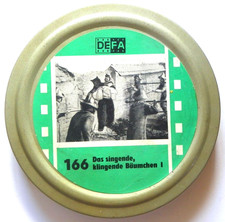 DEFA
166 Das singende,
klingende Bäumchen I